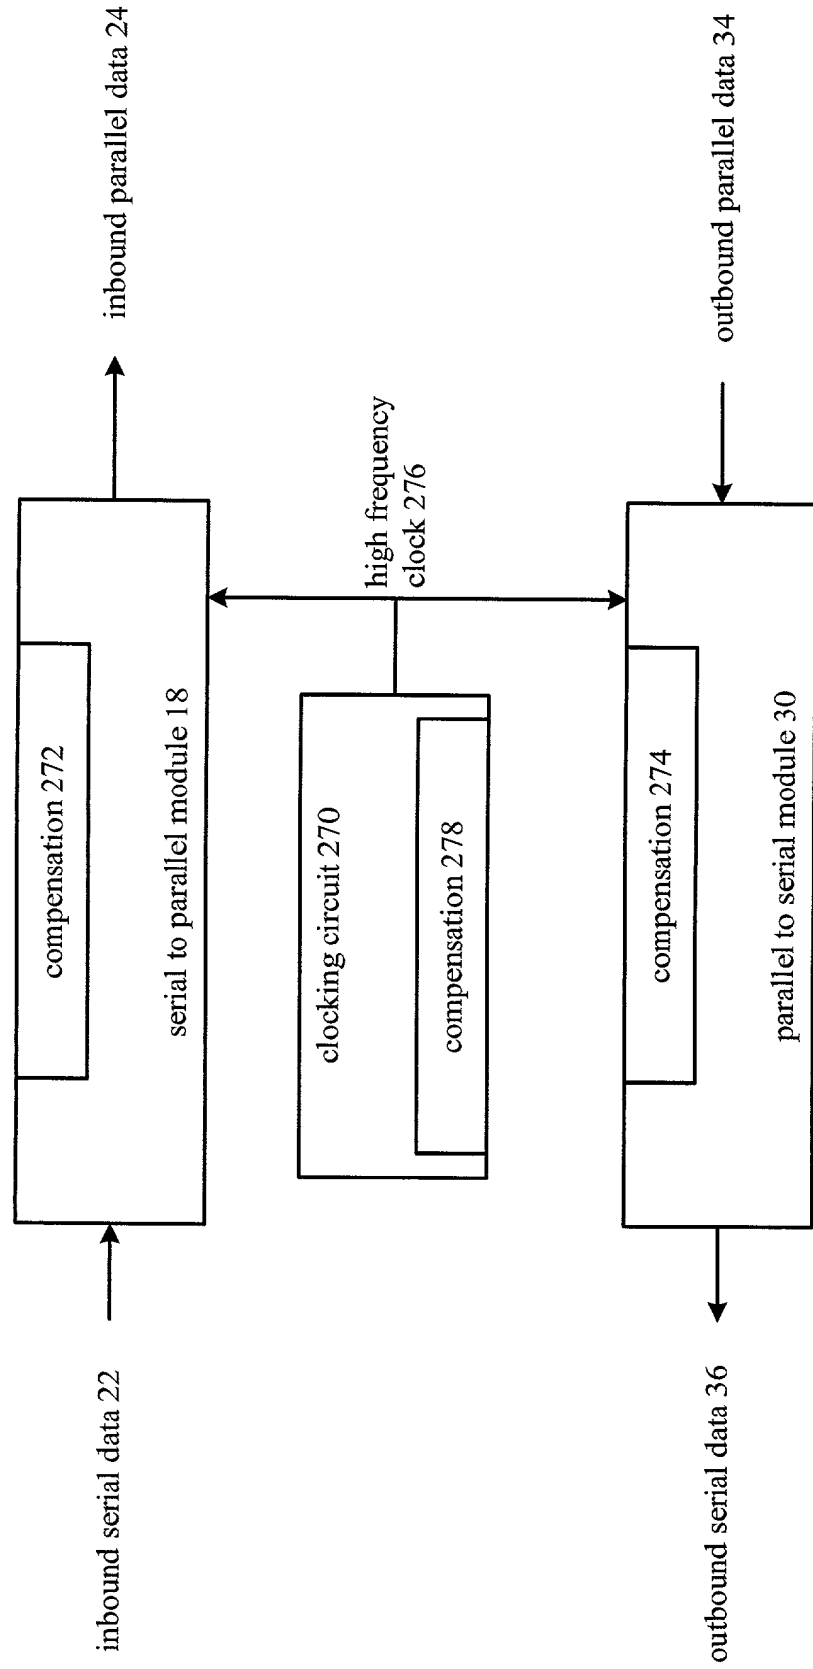 inbound serial data 22
compensation 272
serial to parallel module 18
inbound parallel data 24
clocking circuit 270
compensation 278
high frequency
clock 276
outbound serial data 36
compensation 274
parallel to serial module 30
outbound parallel data 34